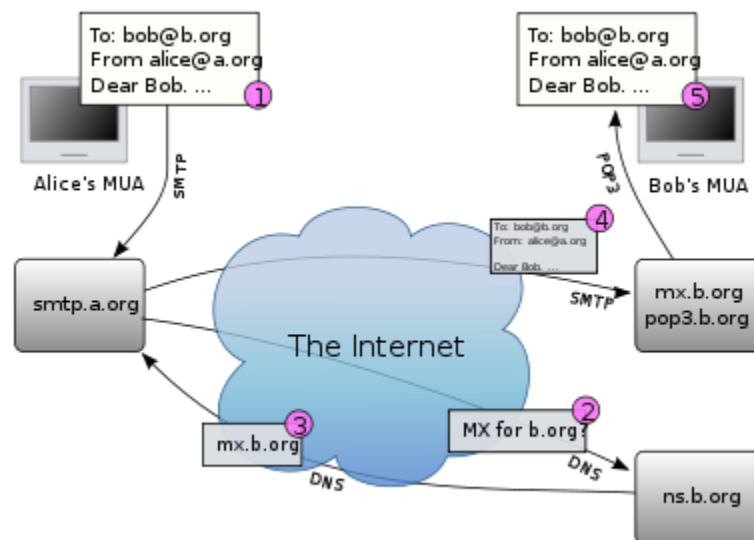 To: bob@b.org
From alice@a.org
Dear Bob. ...
1
Alice's MUA
SMTP
To: bob@b.org
From alice@a.org
Dear Bob. ...
5
Bob's MUA
POP3
To: bob@b.org
From: alice@a.org
Dear Bob. ...
4
SMTP
smtp.a.org
mx.b.org
pop3.b.org
The Internet
mx.b.org
3
DNS
MX for b.org?
2
DNS
ns.b.org